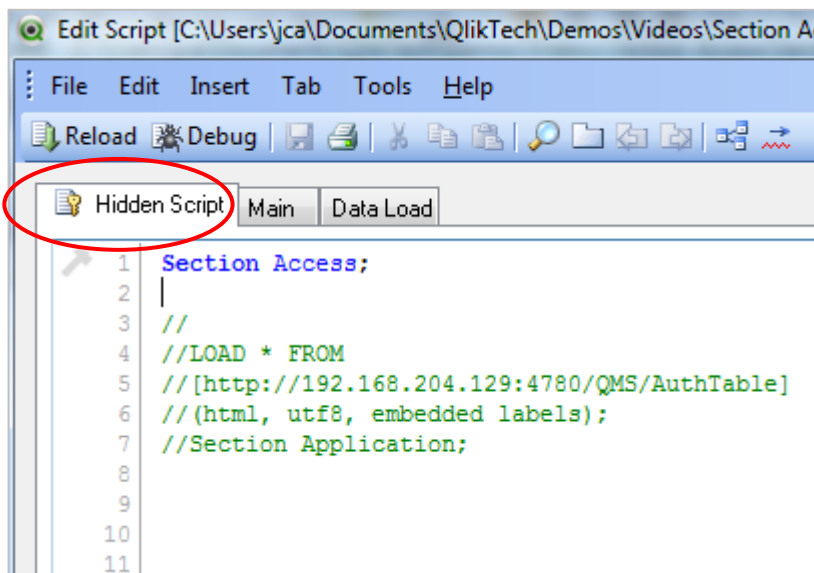 Edit Script [C:\Users\jca\Documents\QlikTech\Demos\Videos\Section A
File Edit Insert Tab Tools Help
Reload Debug
Hidden Script Main Data Load
1 Section Access;
2
3 //
4 //LOAD * FROM
5 //[http://192.168.204.129:4780/QMS/AuthTable]
6 //(html, utf8, embedded labels);
7 //Section Application;
8
9
10
11